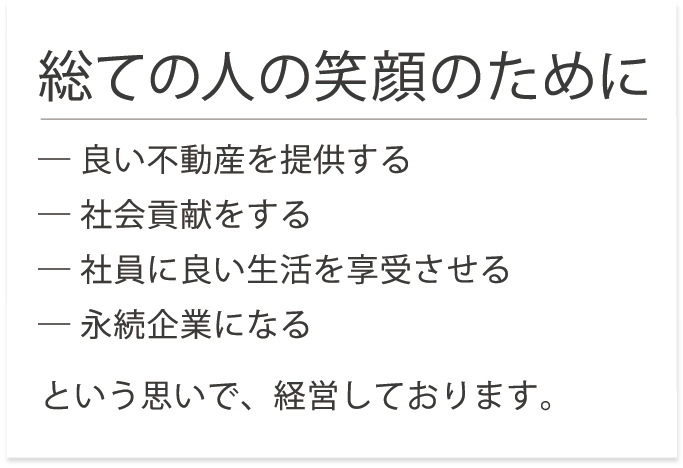 総ての人の笑顔のために
― 良い不動産を提供する
― 社会貢献をする
― 社員に良い生活を享受させる
― 永続企業になる
という思いで、経営しております。